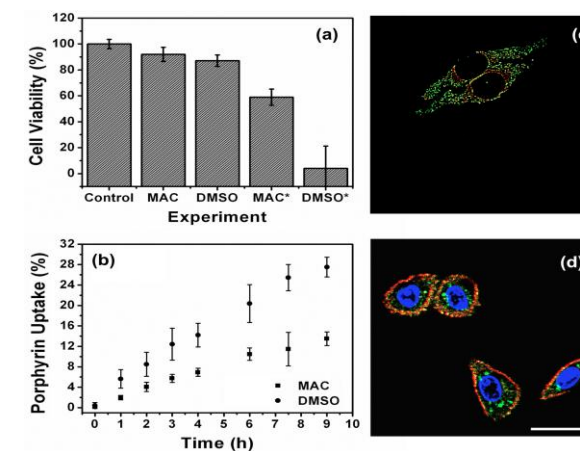 (a)
Cell Viability (%)
120
100
80
60
40
20
0
Control MAC DMSO MAC* DMSO*
Experiment
(b)
Porphyrin Uptake (%)
32
28
24
20
16
12
8
4
0
MAC
DMSO
0 1 2 3 4 5 6 7 8 9 10
Time (h)
(d)